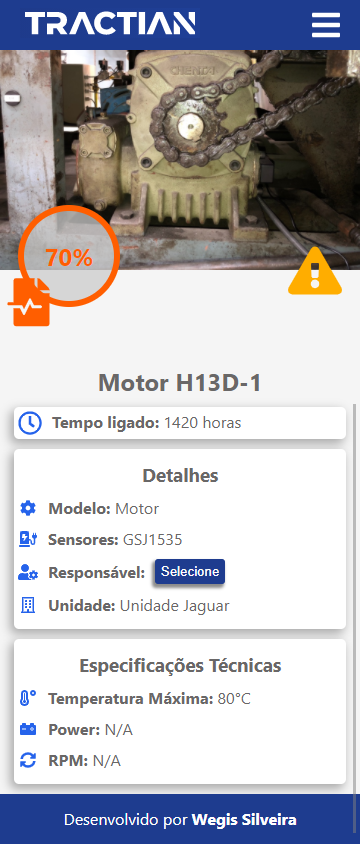 TRACTIAN
70%
Motor H13D-1
Tempo ligado: 1420 horas
Detalhes
Modelo: Motor
Sensores: GSJ1535
Responsável: Selecione
Unidade: Unidade Jaguar
Especificações Técnicas
Temperatura Máxima: 80°C
Power: N/A
RPM: N/A
Desenvolvido por Wegis Silveira